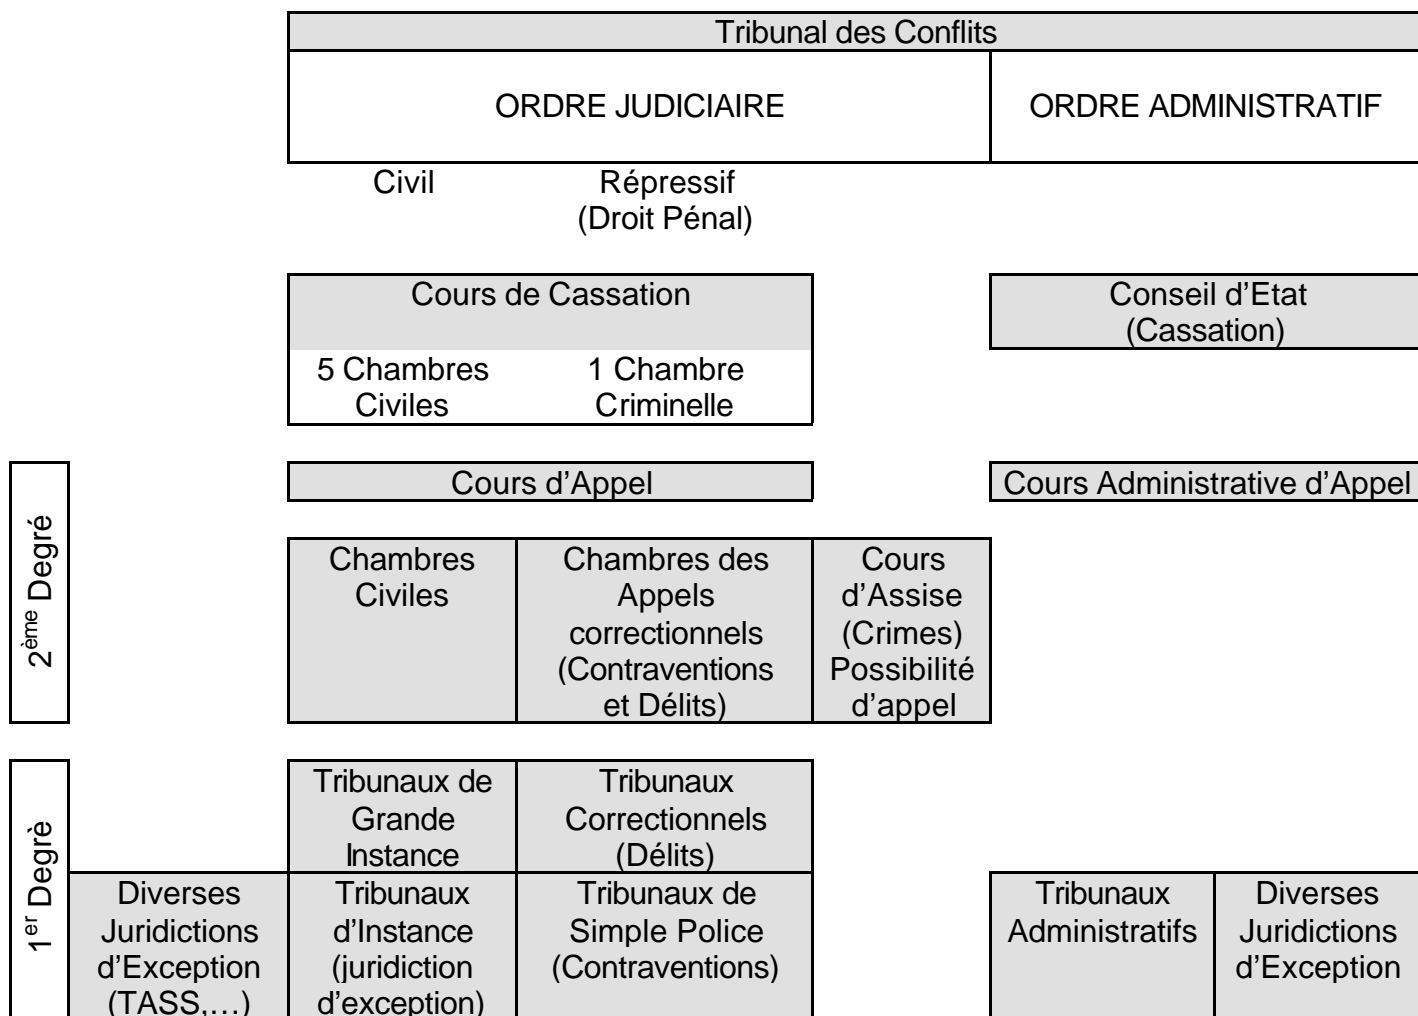 Tribunal des Conflits
ORDRE JUDICIAIRE
ORDRE ADMINISTRATIF
Civil
Répressif
(Droit Pénal)
Cours de Cassation
Conseil d’Etat
(Cassation)
5 Chambres
Civiles
1 Chambre
Criminelle
2ème Degré
Cours d’Appel
Cours Administrative d’Appel
Chambres
Civiles
Chambres des
Appels
correctionnels
(Contraventions
et Délits)
Cours
d’Assise
(Crimes)
Possibilité
d’appel
1er Degrè
Tribunaux de
Grande
Instance
Tribunaux
Correctionnels
(Délits)
Diverses
Juridictions
d’Exception
(TASS,…)
Tribunaux
d’Instance
(juridiction
d’exception)
Tribunaux de
Simple Police
(Contraventions)
Tribunaux
Administratifs
Diverses
Juridictions
d’Exception